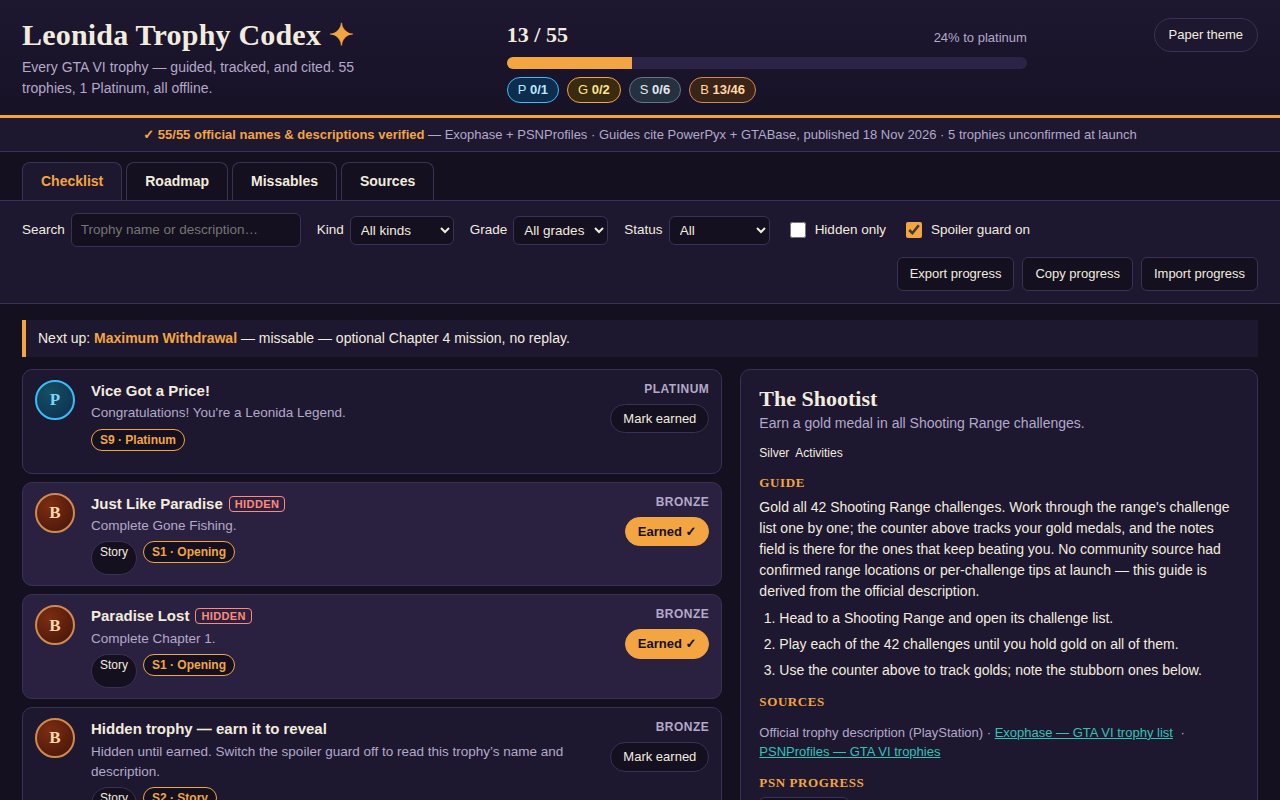 Leonida Trophy Codex ✦
Every GTA VI trophy — guided, tracked, and cited. 55
trophies, 1 Platinum, all offline.
13 / 55
24% to platinum
P 0/1
G 0/2
S 0/6
B 13/46
Paper theme
✓ 55/55 official names & descriptions verified — Exophase + PSNProfiles · Guides cite PowerPyx + GTABase, published 18 Nov 2026 · 5 trophies unconfirmed at launch
Checklist
Roadmap
Missables
Sources
Search
Trophy name or description…
Kind
All kinds
Grade
All grades
Status
All
Hidden only
Spoiler guard on
Export progress
Copy progress
Import progress
Next up: Maximum Withdrawal — missable — optional Chapter 4 mission, no replay.
P
Vice Got a Price!
Congratulations! You're a Leonida Legend.
S9 · Platinum
PLATINUM
Mark earned
B
Just Like Paradise HIDDEN
Complete Gone Fishing.
Story
S1 · Opening
BRONZE
Earned ✓
B
Paradise Lost HIDDEN
Complete Chapter 1.
Story
S1 · Opening
BRONZE
Earned ✓
B
Hidden trophy — earn it to reveal
Hidden until earned. Switch the spoiler guard off to read this trophy's name and
description.
Story
S2 · Story
BRONZE
Mark earned
The Shootist
Earn a gold medal in all Shooting Range challenges.
Silver Activities
GUIDE
Gold all 42 Shooting Range challenges. Work through the range's challenge
list one by one; the counter above tracks your gold medals, and the notes
field is there for the ones that keep beating you. No community source had
confirmed range locations or per-challenge tips at launch — this guide is
derived from the official description.
1. Head to a Shooting Range and open its challenge list.
2. Play each of the 42 challenges until you hold gold on all of them.
3. Use the counter above to track golds; note the stubborn ones below.
SOURCES
Official trophy description (PlayStation) · Exophase — GTA VI trophy list ·
PSNProfiles — GTA VI trophies
PSN PROGRESS